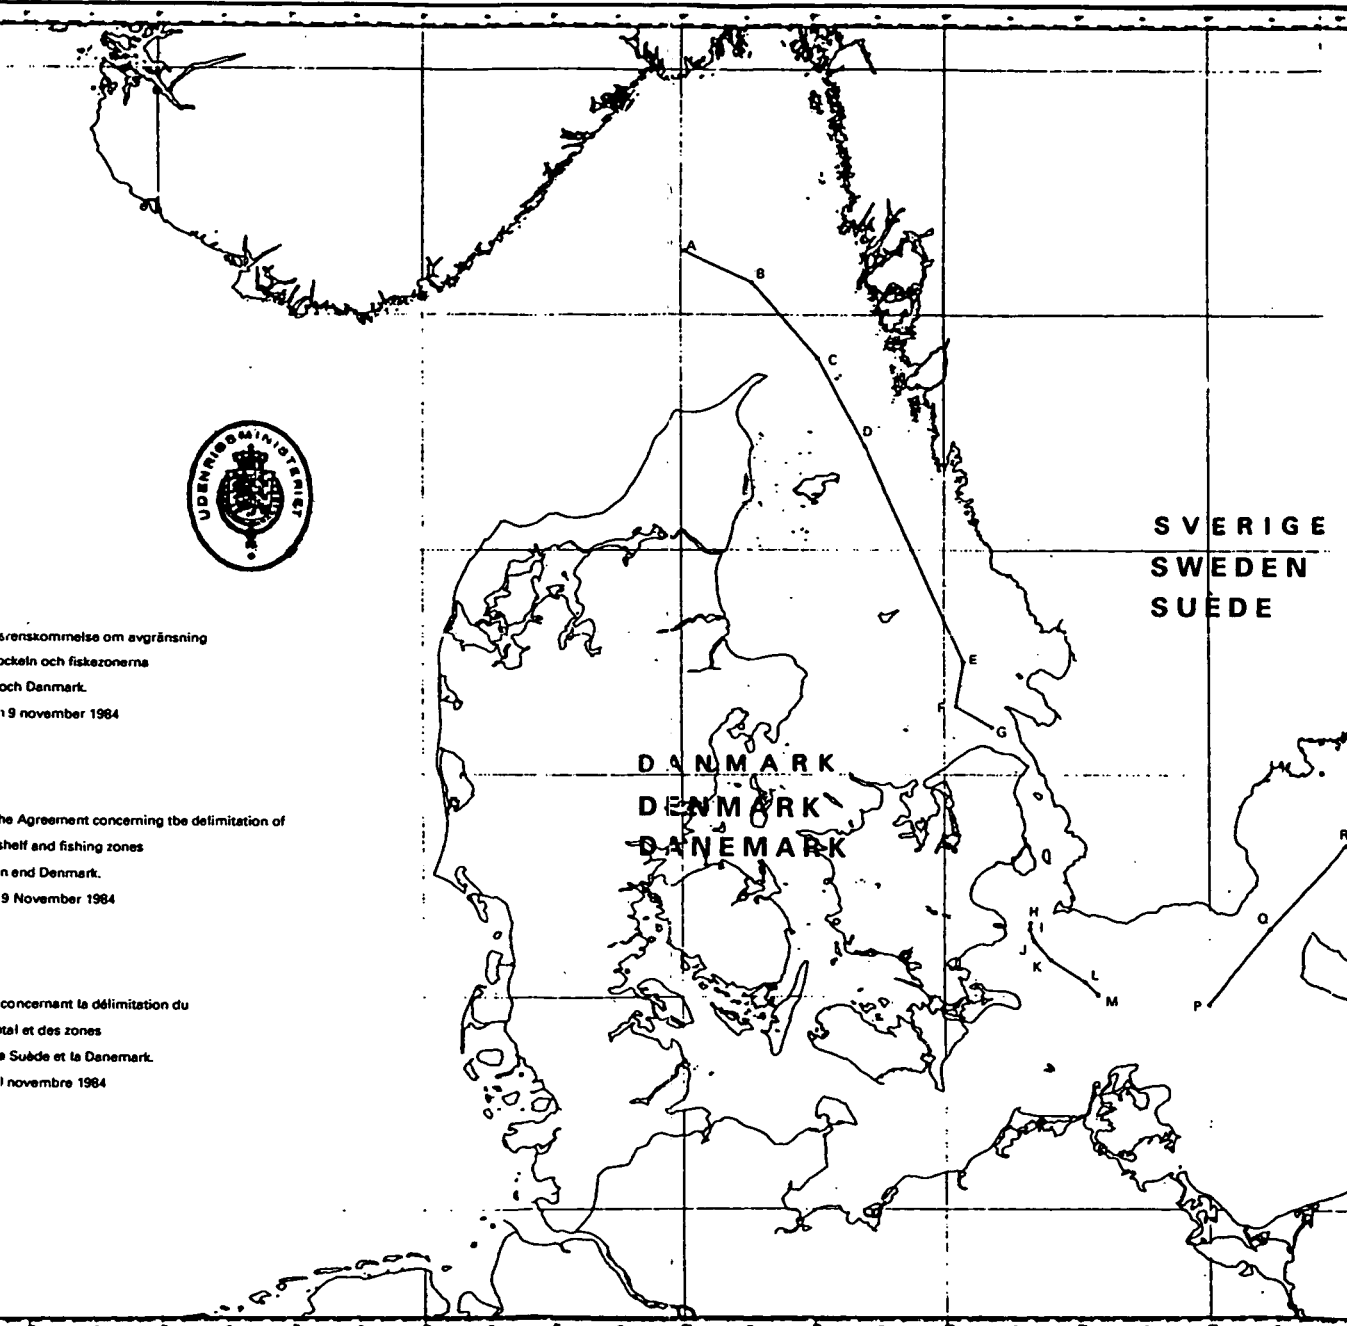 A
B
C
D
UDENRIGSMINISTERIET
SVERIGE
SWEDEN
SUÈDE
srenskommelse om avgränsning
ockeln och fiskezonerna
och Danmark.
9 november 1984
E
F
G
DANMARK
DENMARK
DANEMARK
he Agreement concerning the delimitation of
shelf and fishing zones
n end Denmark.
9 November 1984
R
Q
H
I
J
K
L
M
P
concernant la délimitation du
tal et des zones
Suède et la Danemark.
novembre 1984